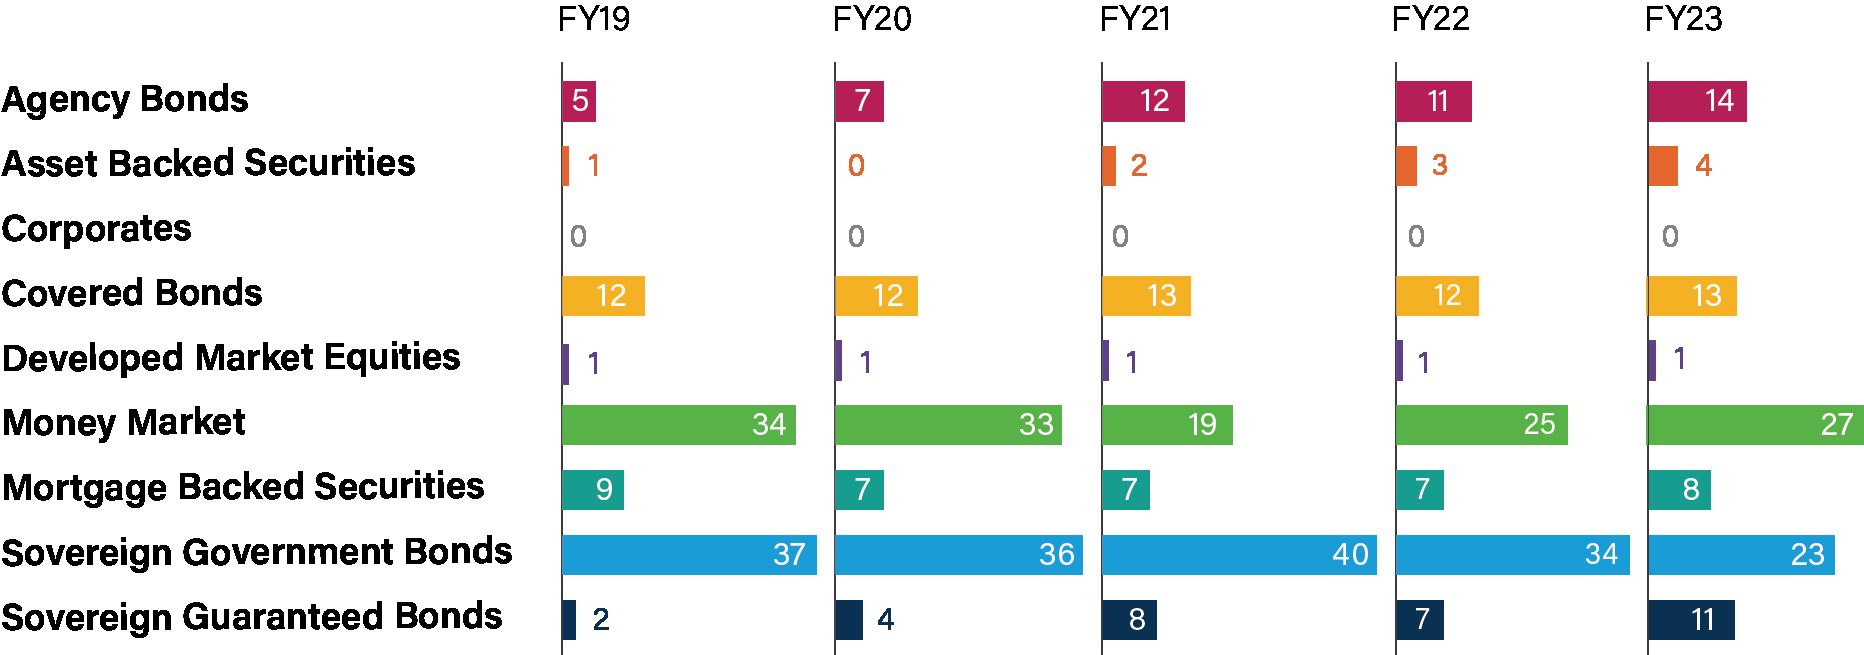 FY19 FY20 FY21 FY22 FY23
Agency Bonds 5 7 12 11 14
Asset Backed Securities 1 0 2 3 4
Corporates 0 0 0 0 0
Covered Bonds 12 12 13 12 13
Developed Market Equities 1 1 1 1 1
Money Market 34 33 19 25 27
Mortgage Backed Securities 9 7 7 7 8
Sovereign Government Bonds 37 36 40 34 23
Sovereign Guaranteed Bonds 2 4 8 7 11